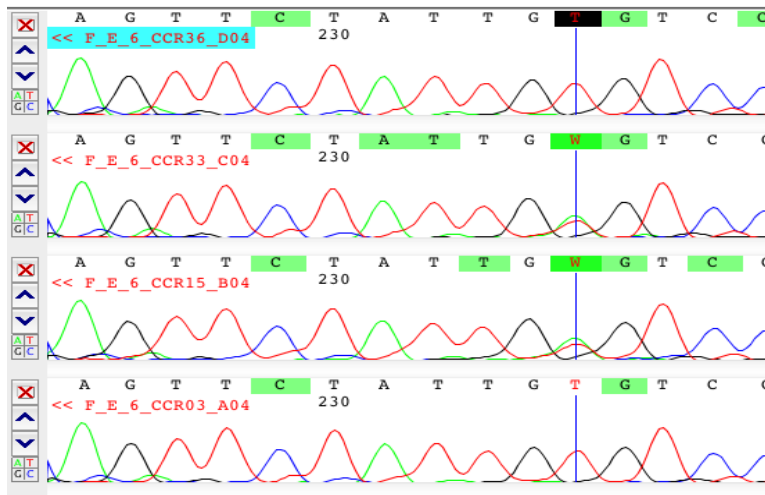 A G T T C T A T T G T G T C C
<< F_E_6_CCR36_D04 230
A T
G C
A G T T C T A T T G W G T C C
<< F_E_6_CCR33_C04 230
A T
G C
A G T T C T A T T G W G T C C
<< F_E_6_CCR15_B04 230
A T
G C
A G T T C T A T T G T G T C C
<< F_E_6_CCR03_A04 230
A T
G C